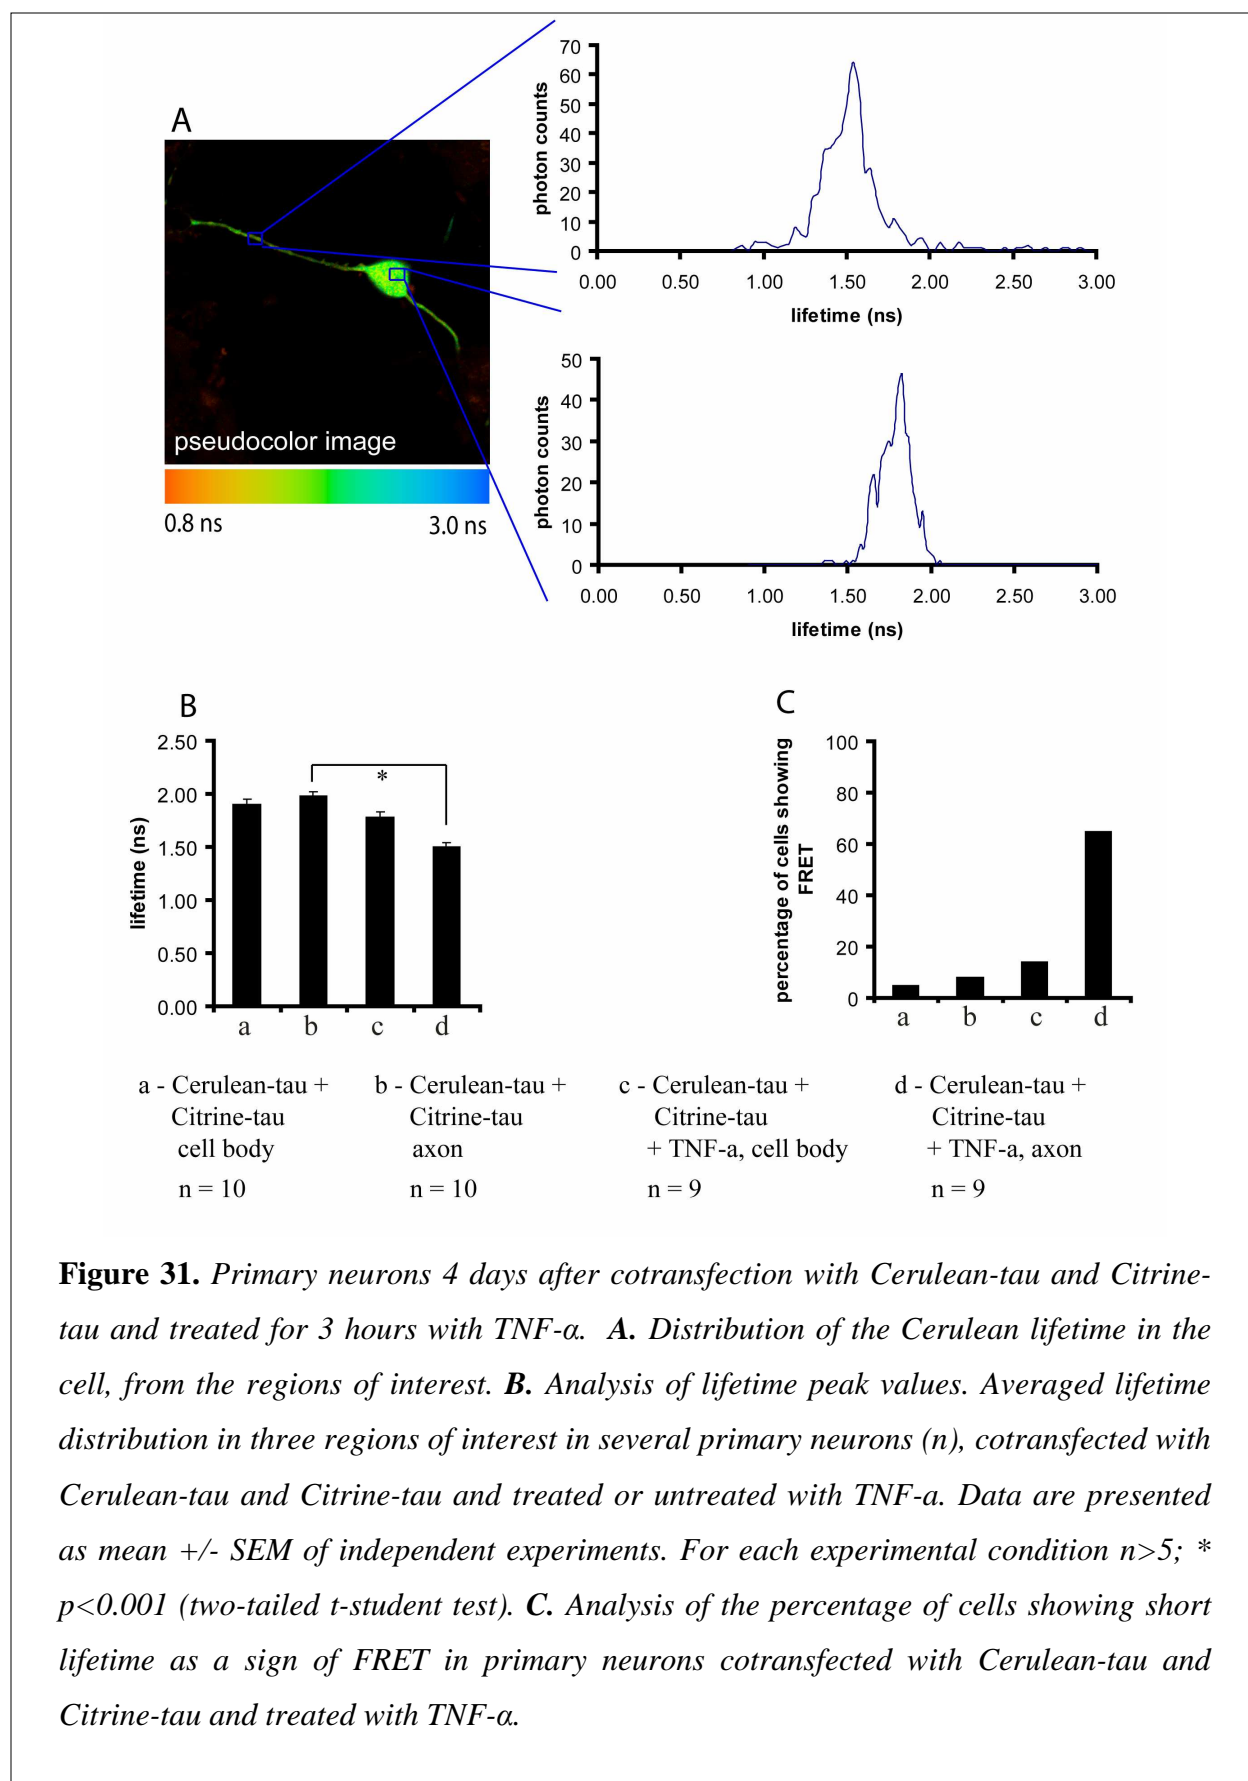 A
pseudocolor image
0.8 ns
3.0 ns
photon counts
70
60
50
40
30
20
10
0
0.00 0.50 1.00 1.50 2.00 2.50 3.00
lifetime (ns)
photon counts
50
40
30
20
10
0
0.00 0.50 1.00 1.50 2.00 2.50 3.00
lifetime (ns)
B
lifetime (ns)
2.50
2.00
1.50
1.00
0.50
0.00
*
a b c d
C
percentage of cells showing
FRET
100
80
60
40
20
0
a b c d
a - Cerulean-tau +
Citrine-tau
cell body
n = 10
b - Cerulean-tau +
Citrine-tau
axon
n = 10
c - Cerulean-tau +
Citrine-tau
+ TNF-a, cell body
n = 9
d - Cerulean-tau +
Citrine-tau
+ TNF-a, axon
n = 9
Figure 31. Primary neurons 4 days after cotransfection with Cerulean-tau and Citrine-
tau and treated for 3 hours with TNF-α. A. Distribution of the Cerulean lifetime in the
cell, from the regions of interest. B. Analysis of lifetime peak values. Averaged lifetime
distribution in three regions of interest in several primary neurons (n), cotransfected with
Cerulean-tau and Citrine-tau and treated or untreated with TNF-a. Data are presented
as mean +/- SEM of independent experiments. For each experimental condition n>5; *
p<0.001 (two-tailed t-student test). C. Analysis of the percentage of cells showing short
lifetime as a sign of FRET in primary neurons cotransfected with Cerulean-tau and
Citrine-tau and treated with TNF-α.